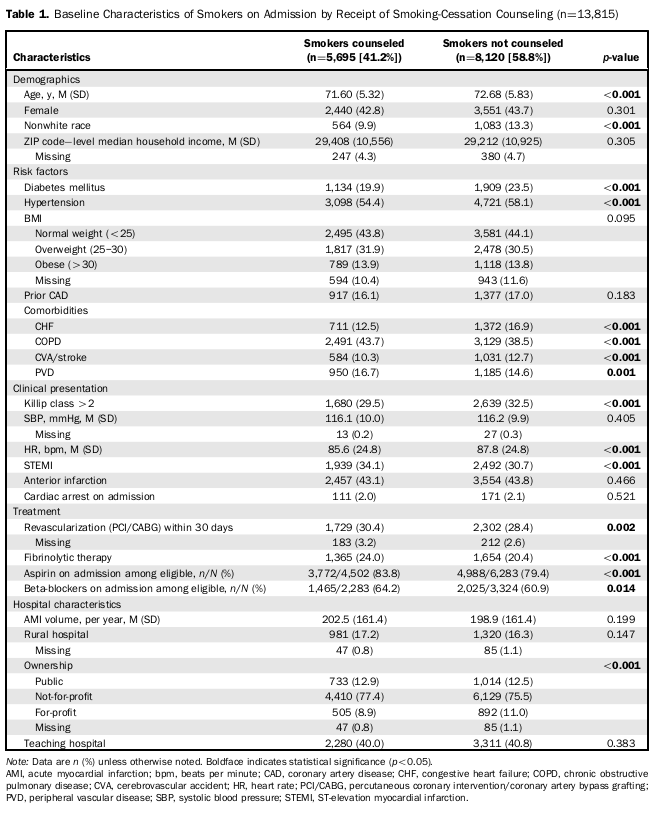 Table 1. Baseline Characteristics of Smokers on Admission by Receipt of Smoking-Cessation Counseling (n=13,815)
Smokers counseled Smokers not counseled
Characteristics (n=5,695 [41.2%]) (n=8,120 [58.8%]) p-value
Demographics
Age, y, M (SD) 71.60 (5.32) 72.68 (5.83) <0.001
Female 2,440 (42.8) 3,551 (43.7) 0.301
Nonwhite race 564 (9.9) 1,083 (13.3) <0.001
ZIP code−level median household income, M (SD) 29,408 (10,556) 29,212 (10,925) 0.305
Missing 247 (4.3) 380 (4.7)
Risk factors
Diabetes mellitus 1,134 (19.9) 1,909 (23.5) <0.001
Hypertension 3,098 (54.4) 4,721 (58.1) <0.001
BMI 0.095
Normal weight (<25) 2,495 (43.8) 3,581 (44.1)
Overweight (25−30) 1,817 (31.9) 2,478 (30.5)
Obese (>30) 789 (13.9) 1,118 (13.8)
Missing 594 (10.4) 943 (11.6)
Prior CAD 917 (16.1) 1,377 (17.0) 0.183
Comorbidities
CHF 711 (12.5) 1,372 (16.9) <0.001
COPD 2,491 (43.7) 3,129 (38.5) <0.001
CVA/stroke 584 (10.3) 1,031 (12.7) <0.001
PVD 950 (16.7) 1,185 (14.6) 0.001
Clinical presentation
Killip class >2 1,680 (29.5) 2,639 (32.5) <0.001
SBP, mmHg, M (SD) 116.1 (10.0) 116.2 (9.9) 0.405
Missing 13 (0.2) 27 (0.3)
HR, bpm, M (SD) 85.6 (24.8) 87.8 (24.8) <0.001
STEMI 1,939 (34.1) 2,492 (30.7) <0.001
Anterior infarction 2,457 (43.1) 3,554 (43.8) 0.466
Cardiac arrest on admission 111 (2.0) 171 (2.1) 0.521
Treatment
Revascularization (PCI/CABG) within 30 days 1,729 (30.4) 2,302 (28.4) 0.002
Missing 183 (3.2) 212 (2.6)
Fibrinolytic therapy 1,365 (24.0) 1,654 (20.4) <0.001
Aspirin on admission among eligible, n/N (%) 3,772/4,502 (83.8) 4,988/6,283 (79.4) <0.001
Beta-blockers on admission among eligible, n/N (%) 1,465/2,283 (64.2) 2,025/3,324 (60.9) 0.014
Hospital characteristics
AMI volume, per year, M (SD) 202.5 (161.4) 198.9 (161.4) 0.199
Rural hospital 981 (17.2) 1,320 (16.3) 0.147
Missing 47 (0.8) 85 (1.1)
Ownership <0.001
Public 733 (12.9) 1,014 (12.5)
Not-for-profit 4,410 (77.4) 6,129 (75.5)
For-profit 505 (8.9) 892 (11.0)
Missing 47 (0.8) 85 (1.1)
Teaching hospital 2,280 (40.0) 3,311 (40.8) 0.383
Note: Data are n (%) unless otherwise noted. Boldface indicates statistical significance (p<0.05).
AMI, acute myocardial infarction; bpm, beats per minute; CAD, coronary artery disease; CHF, congestive heart failure; COPD, chronic obstructive
pulmonary disease; CVA, cerebrovascular accident; HR, heart rate; PCI/CABG, percutaneous coronary intervention/coronary artery bypass grafting;
PVD, peripheral vascular disease; SBP, systolic blood pressure; STEMI, ST-elevation myocardial infarction.